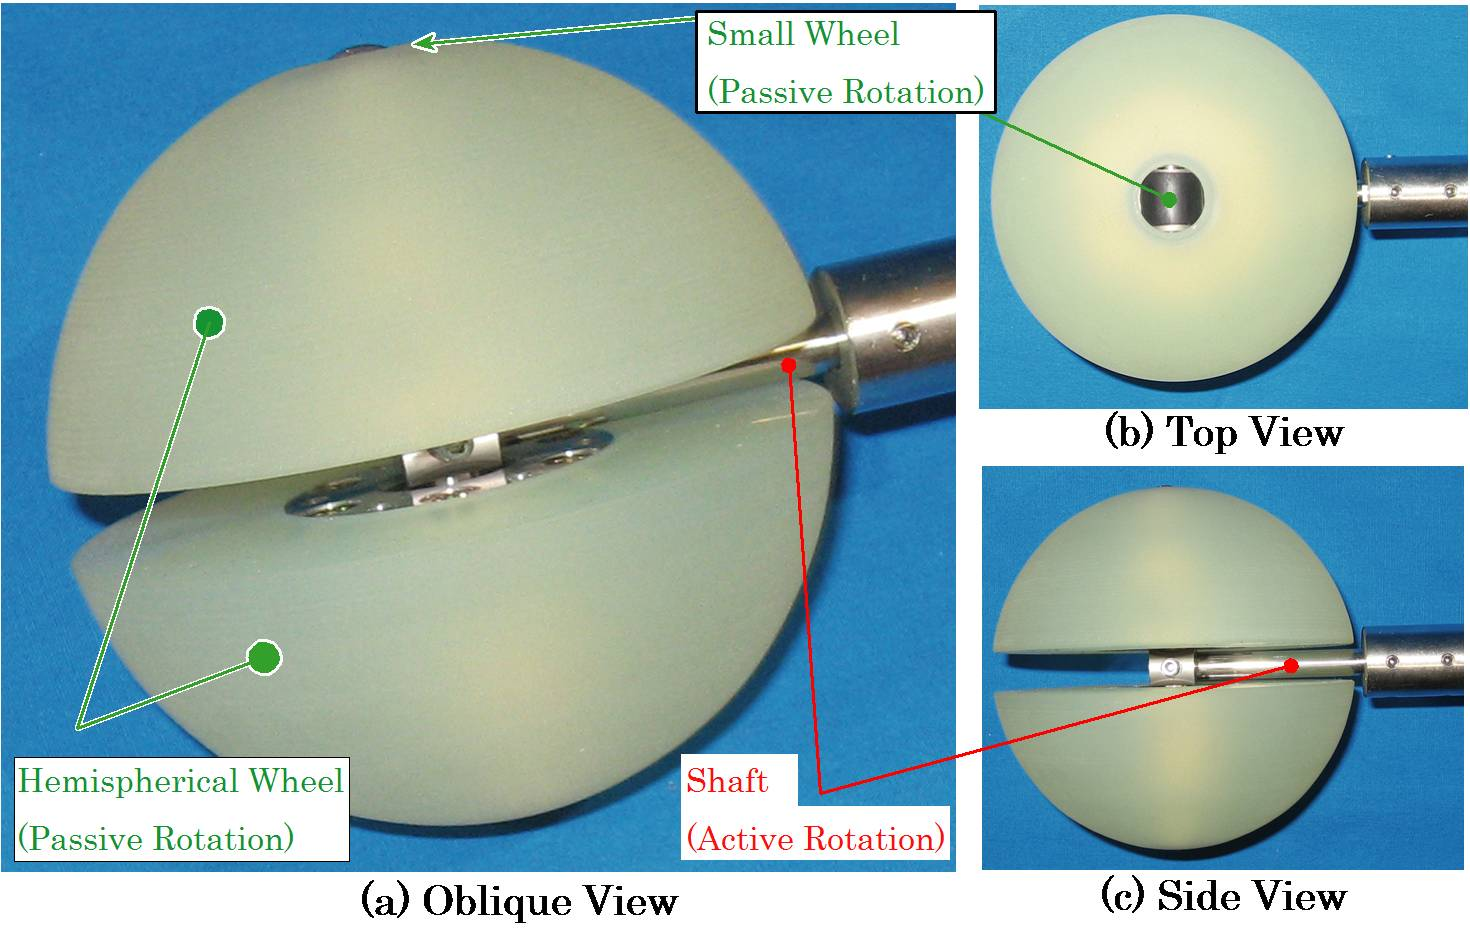 Small Wheel
(Passive Rotation)
(b) Top View
Hemispherical Wheel
(Passive Rotation)
Shaft
(Active Rotation)
(a) Oblique View
(c) Side View